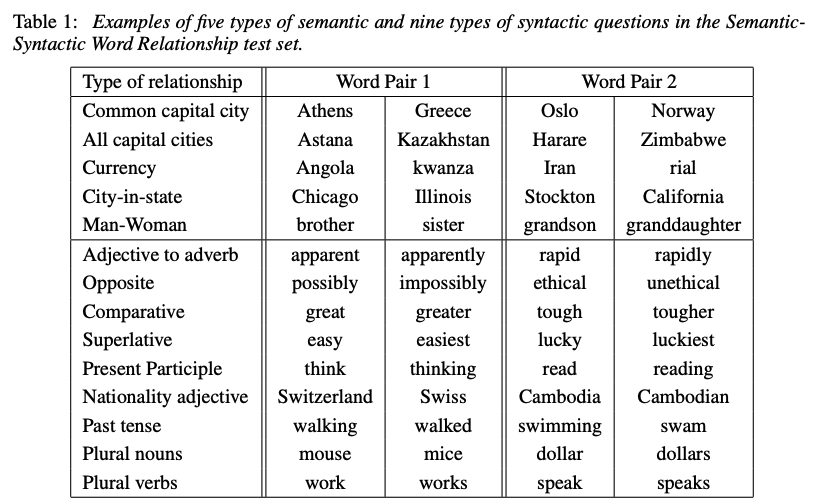 Table 1: Examples of five types of semantic and nine types of syntactic questions in the Semantic-
Syntactic Word Relationship test set.
Type of relationship Word Pair 1 Word Pair 2
Common capital city Athens Greece Oslo Norway
All capital cities Astana Kazakhstan Harare Zimbabwe
Currency Angola kwanza Iran rial
City-in-state Chicago Illinois Stockton California
Man-Woman brother sister grandson granddaughter
Adjective to adverb apparent apparently rapid rapidly
Opposite possibly impossibly ethical unethical
Comparative great greater tough tougher
Superlative easy easiest lucky luckiest
Present Participle think thinking read reading
Nationality adjective Switzerland Swiss Cambodia Cambodian
Past tense walking walked swimming swam
Plural nouns mouse mice dollar dollars
Plural verbs work works speak speaks